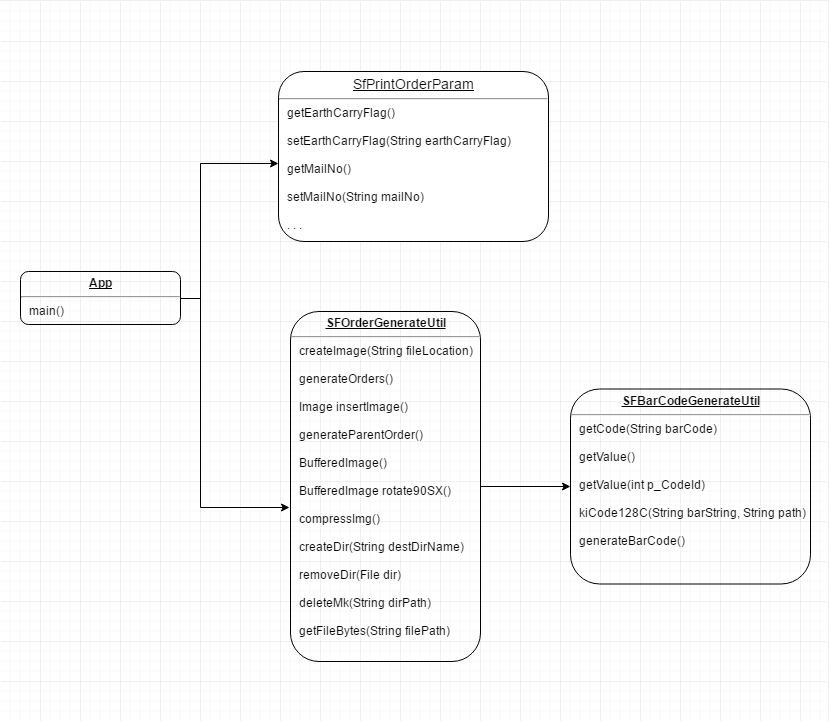 SfPrintOrderParam
getEarthCarryFlag()
setEarthCarryFlag(String earthCarryFlag)
getMailNo()
setMailNo(String mailNo)
. . .
App
main()
SFOrderGenerateUtil
createImage(String fileLocation)
generateOrders()
Image insertImage()
generateParentOrder()
BufferedImage()
BufferedImage rotate90SX()
compressImg()
createDir(String destDirName)
removeDir(File dir)
deleteMk(String dirPath)
getFileBytes(String filePath)
SFBarCodeGenerateUtil
getCode(String barCode)
getValue()
getValue(int p_CodeId)
kiCode128C(String barString, String path)
generateBarCode()